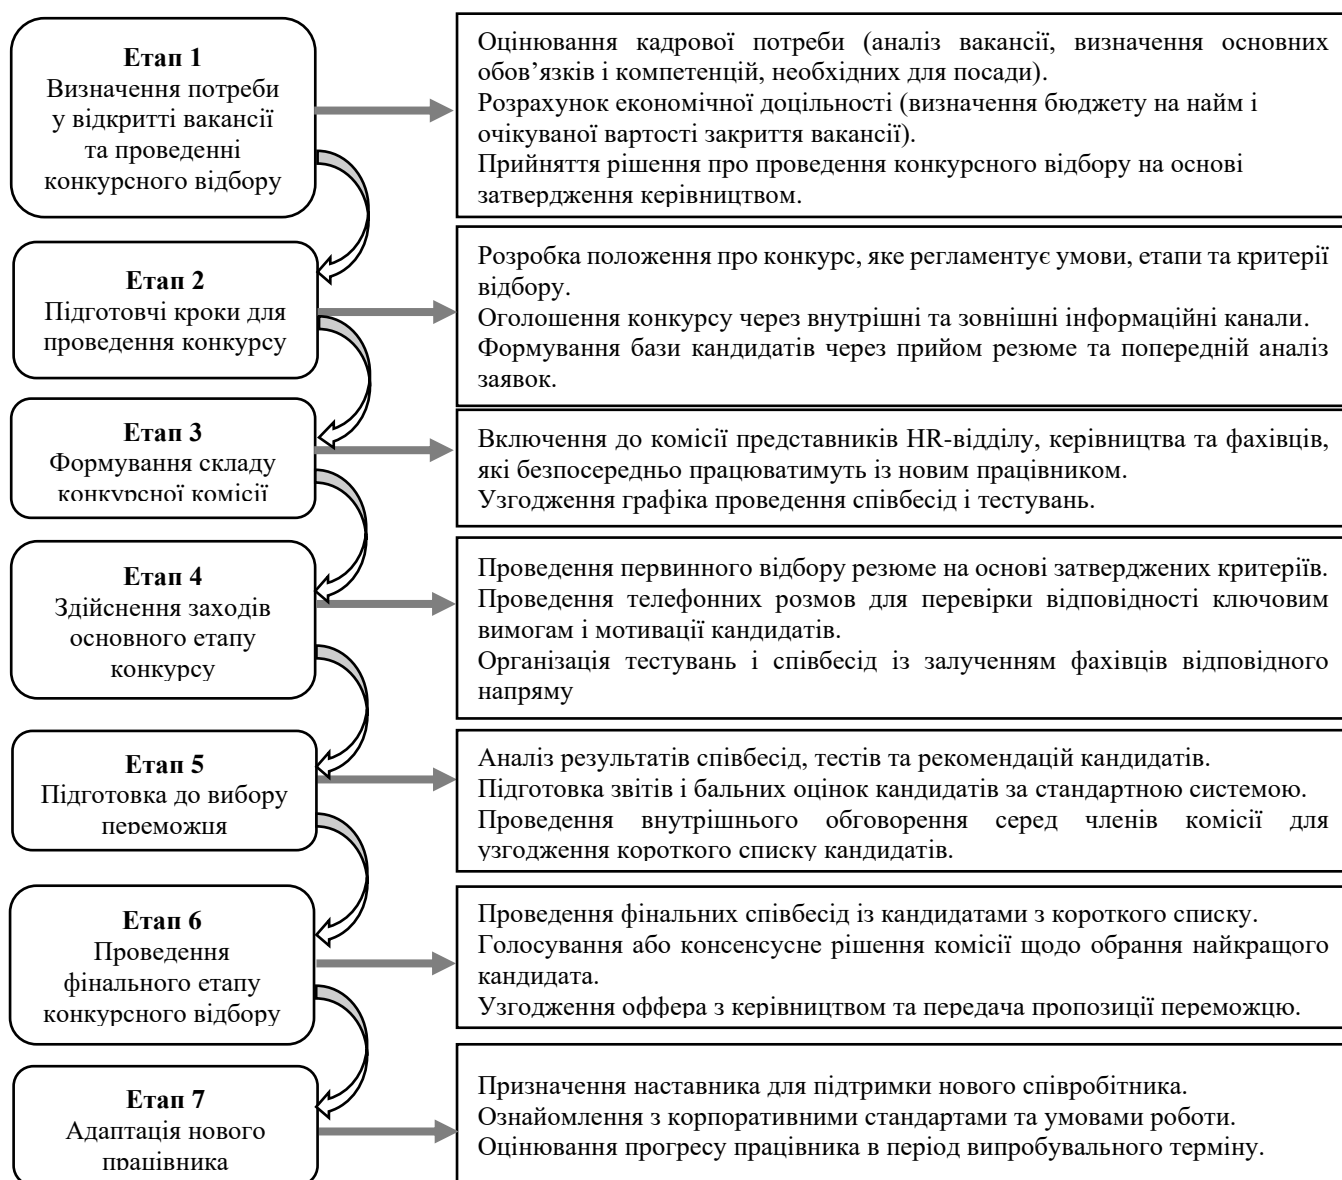 Етап 1
Визначення потреби
у відкритті вакансії
та проведенні
конкурсного відбору
Оцінювання кадрової потреби (аналіз вакансії, визначення основних
обов’язків і компетенцій, необхідних для посади).
Розрахунок економічної доцільності (визначення бюджету на найм і
очікуваної вартості закриття вакансії).
Прийняття рішення про проведення конкурсного відбору на основі
затвердження керівництвом.
Етап 2
Підготовчі кроки для
проведення конкурсу
Розробка положення про конкурс, яке регламентує умови, етапи та критерії
відбору.
Оголошення конкурсу через внутрішні та зовнішні інформаційні канали.
Формування бази кандидатів через прийом резюме та попередній аналіз
заявок.
Етап 3
Формування складу
конкурсної комісії
Включення до комісії представників HR-відділу, керівництва та фахівців,
які безпосередньо працюватимуть із новим працівником.
Узгодження графіка проведення співбесід і тестувань.
Етап 4
Здійснення заходів
основного етапу
конкурсу
Проведення первинного відбору резюме на основі затверджених критеріїв.
Проведення телефонних розмов для перевірки відповідності ключовим
вимогам і мотивації кандидатів.
Організація тестувань і співбесід із залученням фахівців відповідного
напряму
Етап 5
Підготовка до вибору
переможця
Аналіз результатів співбесід, тестів та рекомендацій кандидатів.
Підготовка звітів і бальних оцінок кандидатів за стандартною системою.
Проведення внутрішнього обговорення серед членів комісії для
узгодження короткого списку кандидатів.
Етап 6
Проведення
фінального етапу
конкурсного відбору
Проведення фінальних співбесід із кандидатами з короткого списку.
Голосування або консенсусне рішення комісії щодо обрання найкращого
кандидата.
Узгодження оффера з керівництвом та передача пропозиції переможцю.
Етап 7
Адаптація нового
працівника
Призначення наставника для підтримки нового співробітника.
Ознайомлення з корпоративними стандартами та умовами роботи.
Оцінювання прогресу працівника в період випробувального терміну.